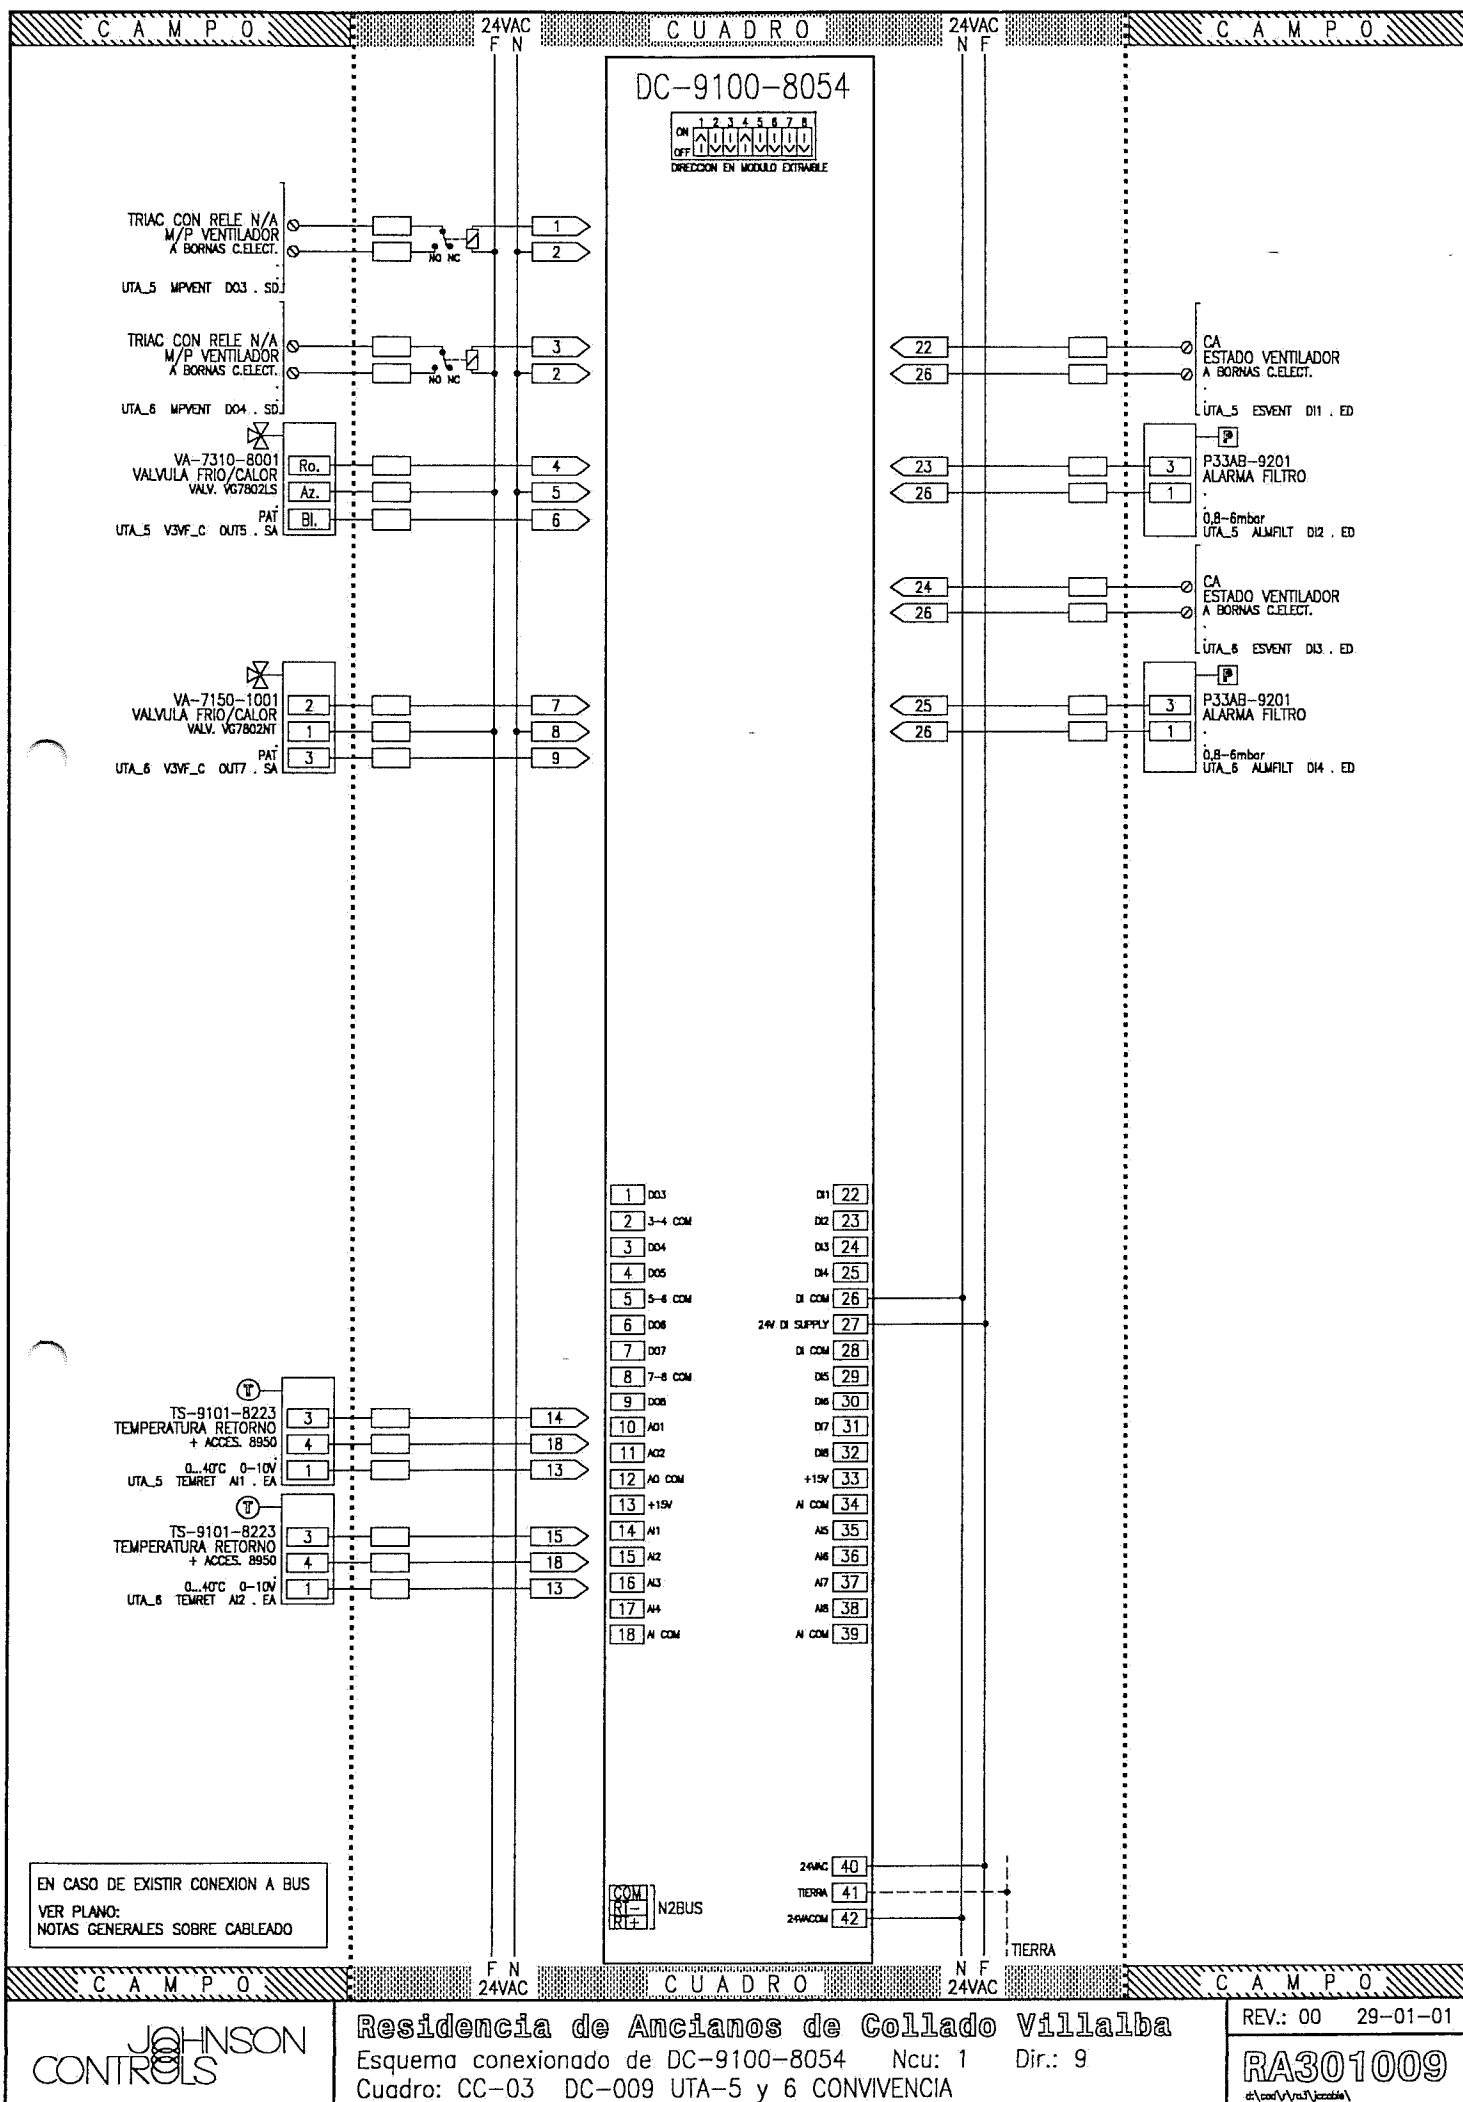 C A M P O
24VAC
F N
C U A D R O
24VAC
N F
C A M P O
DC-9100-8054
1 2 3 4 5 6 7 8
ON
OFF
DIRECCION EN MODULO EXTRAIBLE
TRIAC CON RELE N/A
M/P VENTILADOR
A BORNAS C.ELECT.
.
UTA_5 MPVENT DO3 . SD
NO NC
1
2
TRIAC CON RELE N/A
M/P VENTILADOR
A BORNAS C.ELECT.
.
UTA_6 MPVENT DO4 . SD
NO NC
3
2
VA-7310-8001
VALVULA FRIO/CALOR
VALV. VG7802LS
.
PAT
UTA_5 V3VF_C OUT5 . SA
Ro.
Az.
Bl.
4
5
6
VA-7150-1001
VALVULA FRIO/CALOR
VALV. VG7802NT
.
PAT
UTA_6 V3VF_C OUT7 . SA
2
1
3
7
8
9
22
26
CA
ESTADO VENTILADOR
A BORNAS C.ELECT.
.
UTA_5 ESVENT DI1 . ED
P
23
26
3
1
P33AB-9201
ALARMA FILTRO
.
0,8-6mbar
UTA_5 ALMFILT DI2 . ED
24
26
CA
ESTADO VENTILADOR
A BORNAS C.ELECT.
.
UTA_6 ESVENT DI3 . ED
P
25
26
3
1
P33AB-9201
ALARMA FILTRO
.
0,8-6mbar
UTA_6 ALMFILT DI4 . ED
1 DO3
2 3-4 COM
3 DO4
4 DO5
5 5-6 COM
6 DO6
7 DO7
8 7-8 COM
9 DO8
10 AO1
11 AO2
12 AO COM
13 +15V
14 AI1
15 AI2
16 AI3
17 AI4
18 AI COM
DI1 22
DI2 23
DI3 24
DI4 25
DI COM 26
24V DI SUPPLY 27
DI COM 28
DI5 29
DI6 30
DI7 31
DI8 32
+15V 33
AI COM 34
AI5 35
AI6 36
AI7 37
AI8 38
AI COM 39
T
TS-9101-8223
TEMPERATURA RETORNO
+ ACCES. 8950
.
0...40ºC 0-10V
UTA_5 TEMRET AI1 . EA
3
4
1
14
18
13
T
TS-9101-8223
TEMPERATURA RETORNO
+ ACCES. 8950
.
0...40ºC 0-10V
UTA_6 TEMRET AI2 . EA
3
4
1
15
18
13
24VAC 40
TIERRA 41
24VACOM 42
COM
RT-
RT+
N2BUS
TIERRA
EN CASO DE EXISTIR CONEXION A BUS
VER PLANO:
NOTAS GENERALES SOBRE CABLEADO
C A M P O
F N
24VAC
C U A D R O
N F
24VAC
C A M P O
JOHNSON
CONTROLS
Residencia de Ancianos de Collado Villalba
Esquema conexionado de DC-9100-8054 Ncu: 1 Dir.: 9
Cuadro: CC-03 DC-009 UTA-5 y 6 CONVIVENCIA
REV.: 00 29-01-01
RA301009